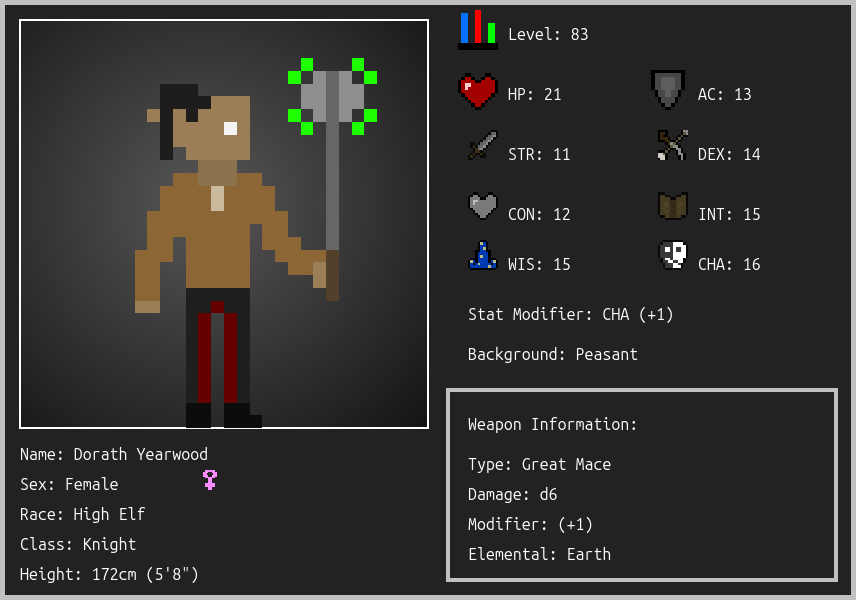 Level: 83
HP: 21
AC: 13
STR: 11
DEX: 14
CON: 12
INT: 15
WIS: 15
CHA: 16
Stat Modifier: CHA (+1)
Background: Peasant
Weapon Information:
Type: Great Mace
Damage: d6
Modifier: (+1)
Elemental: Earth
Name: Dorath Yearwood
Sex: Female
Race: High Elf
Class: Knight
Height: 172cm (5'8")